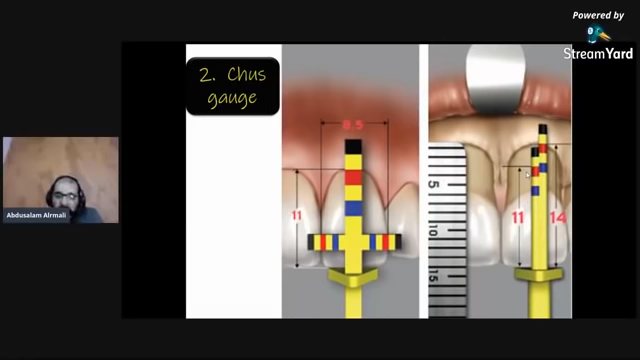 Powered by
StreamYard
2. Chus
gauge
8.5
11
5
10
15
11
14
Abdusalam Alrmali